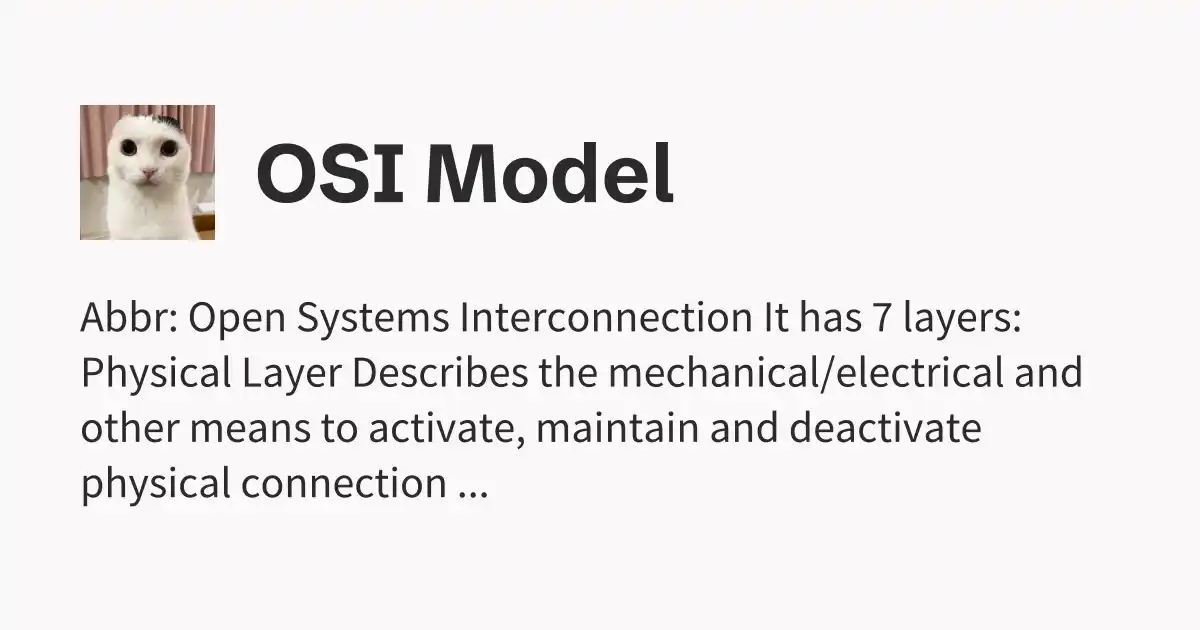 OSI Model
Abbr: Open Systems Interconnection It has 7 layers:
Physical Layer Describes the mechanical/electrical and
other means to activate, maintain and deactivate
physical connection ...